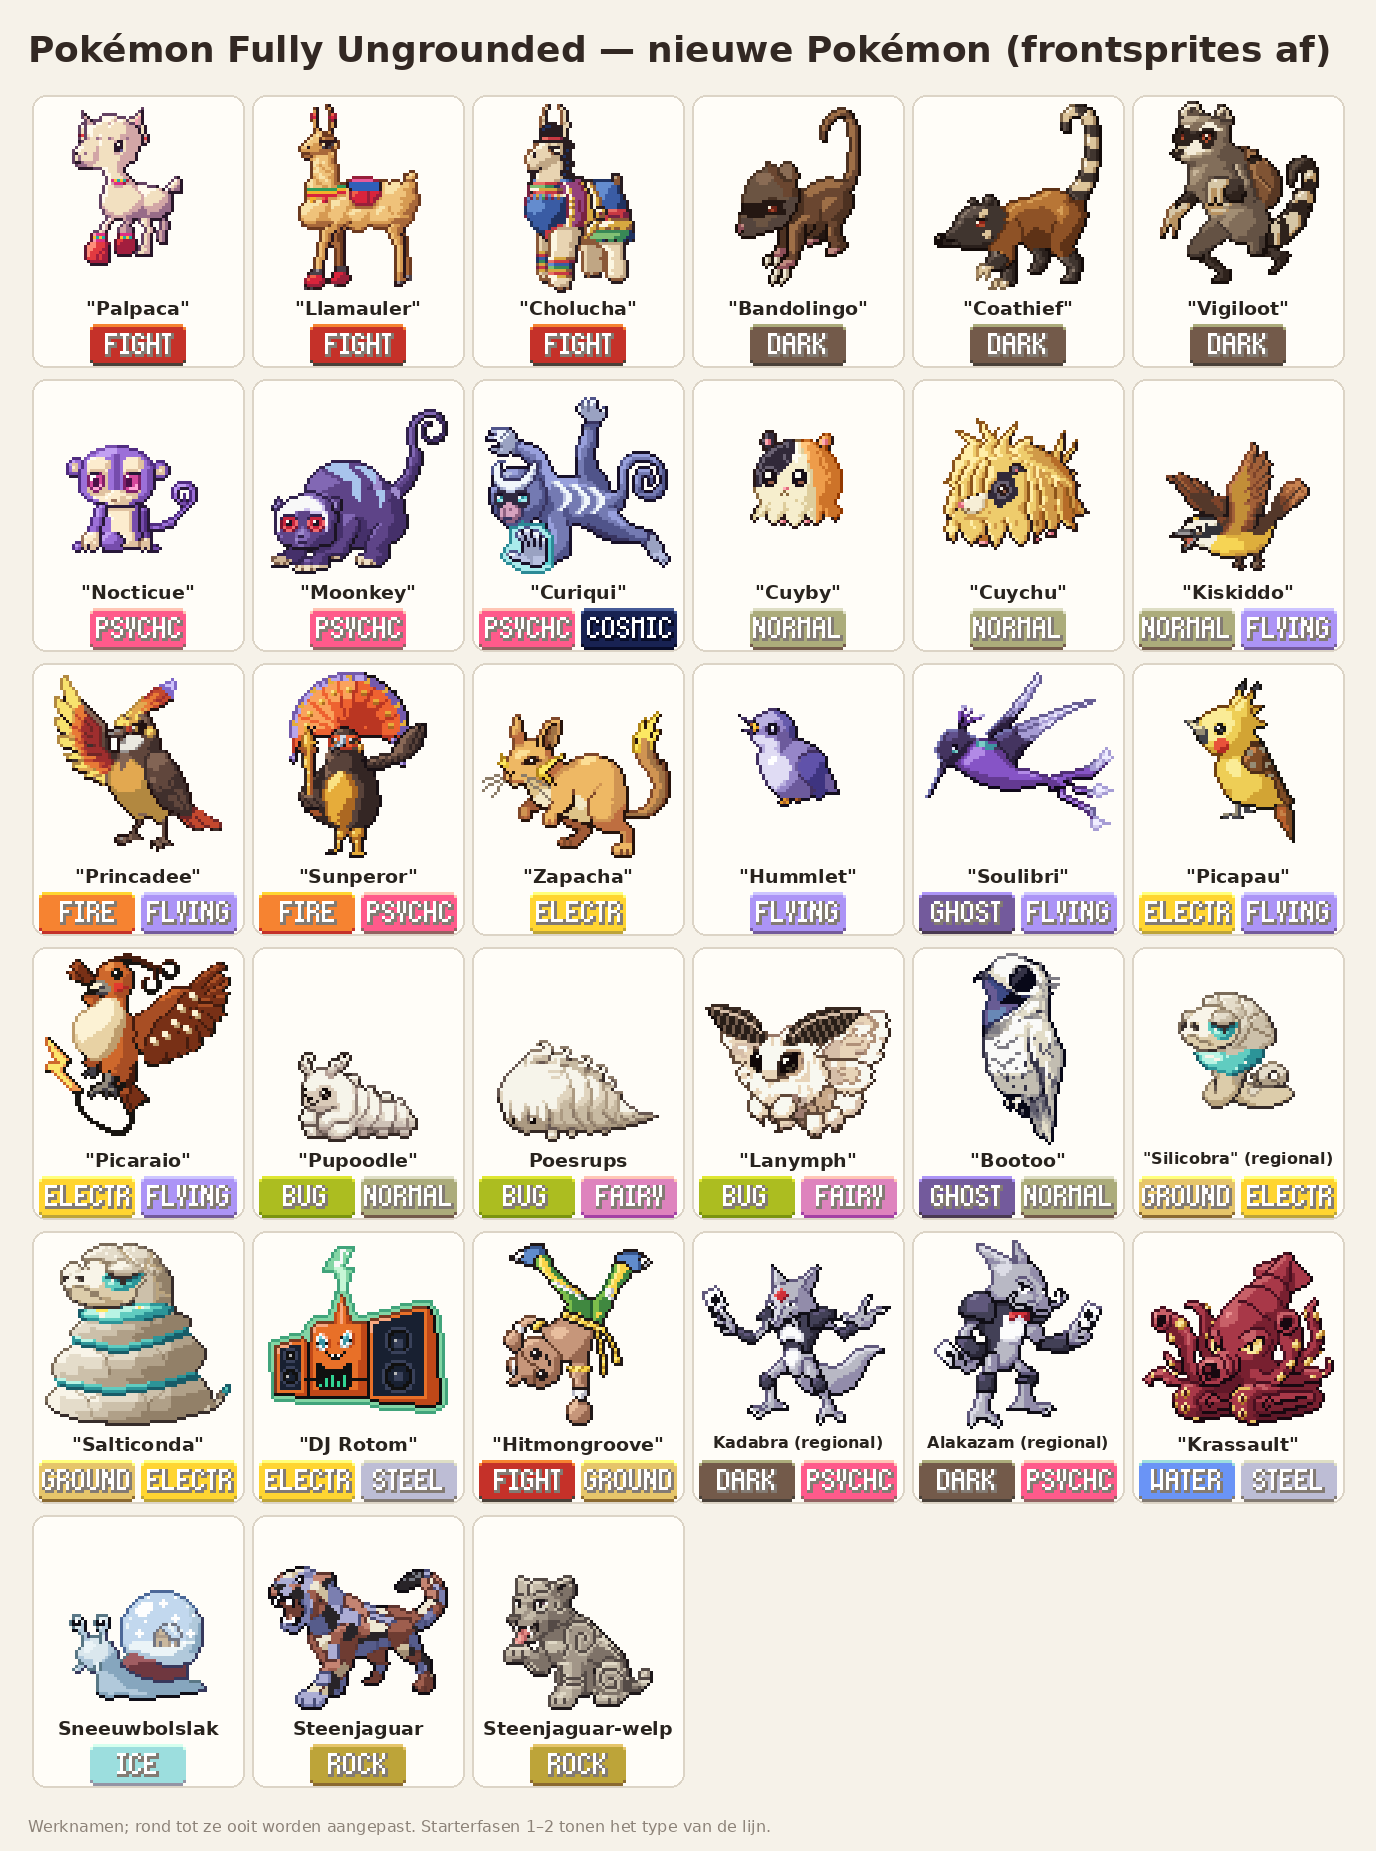 Pokémon Fully Ungrounded — nieuwe Pokémon (frontsprites af)
"Palpaca" "Llamauler" "Cholucha" "Bandolingo" "Coathief" "Vigiloot"
FIGHT FIGHT FIGHT DARK DARK DARK
"Nocticue" "Moonkey" "Curiqui" "Cuyby" "Cuychu" "Kiskiddo"
PSYCHC PSYCHC PSYCHC COSMIC NORMAL NORMAL NORMAL FLYING
"Princadee" "Sunperor" "Zapacha" "Hummlet" "Soulibri" "Picapau"
FIRE FLYING FIRE PSYCHC ELECTR FLYING GHOST FLYING ELECTR FLYING
"Picaraio" "Pupoodle" Poesrups "Lanymph" "Bootoo" "Silicobra" (regional)
ELECTR FLYING BUG NORMAL BUG FAIRY BUG FAIRY GHOST NORMAL GROUND ELECTR
"Salticonda" "DJ Rotom" "Hitmongroove" Kadabra (regional) Alakazam (regional) "Krassault"
GROUND ELECTR ELECTR STEEL FIGHT GROUND DARK PSYCHC DARK PSYCHC WATER STEEL
Sneeuwbolslak Steenjaguar Steenjaguar-welp
ICE ROCK ROCK
Werknamen; rond tot ze ooit worden aangepast. Starterfasen 1–2 tonen het type van de lijn.